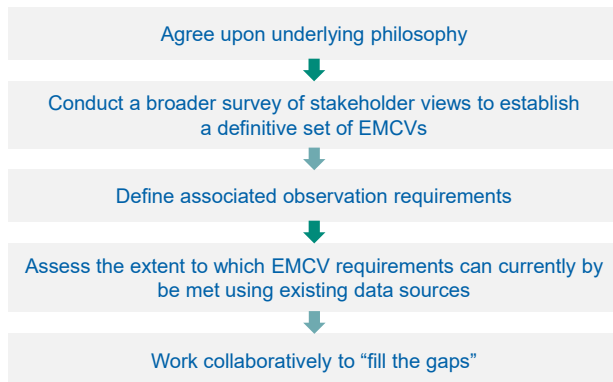 Agree upon underlying philosophy
Conduct a broader survey of stakeholder views to establish
a definitive set of EMCVs
Define associated observation requirements
Assess the extent to which EMCV requirements can currently by
be met using existing data sources
Work collaboratively to “fill the gaps”